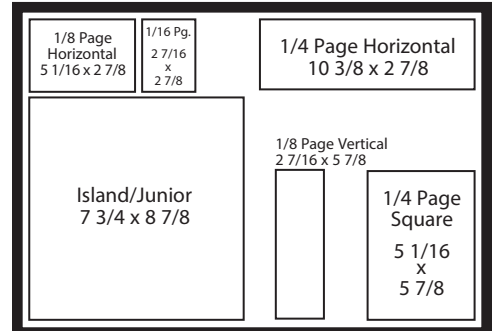 1/8 Page
Horizontal
5 1/16 x 2 7/8
1/16 Pg.
2 7/16
x
2 7/8
1/4 Page Horizontal
10 3/8 x 2 7/8
Island/Junior
7 3/4 x 8 7/8
1/8 Page Vertical
2 7/16 x 5 7/8
1/4 Page
Square
5 1/16
x
5 7/8